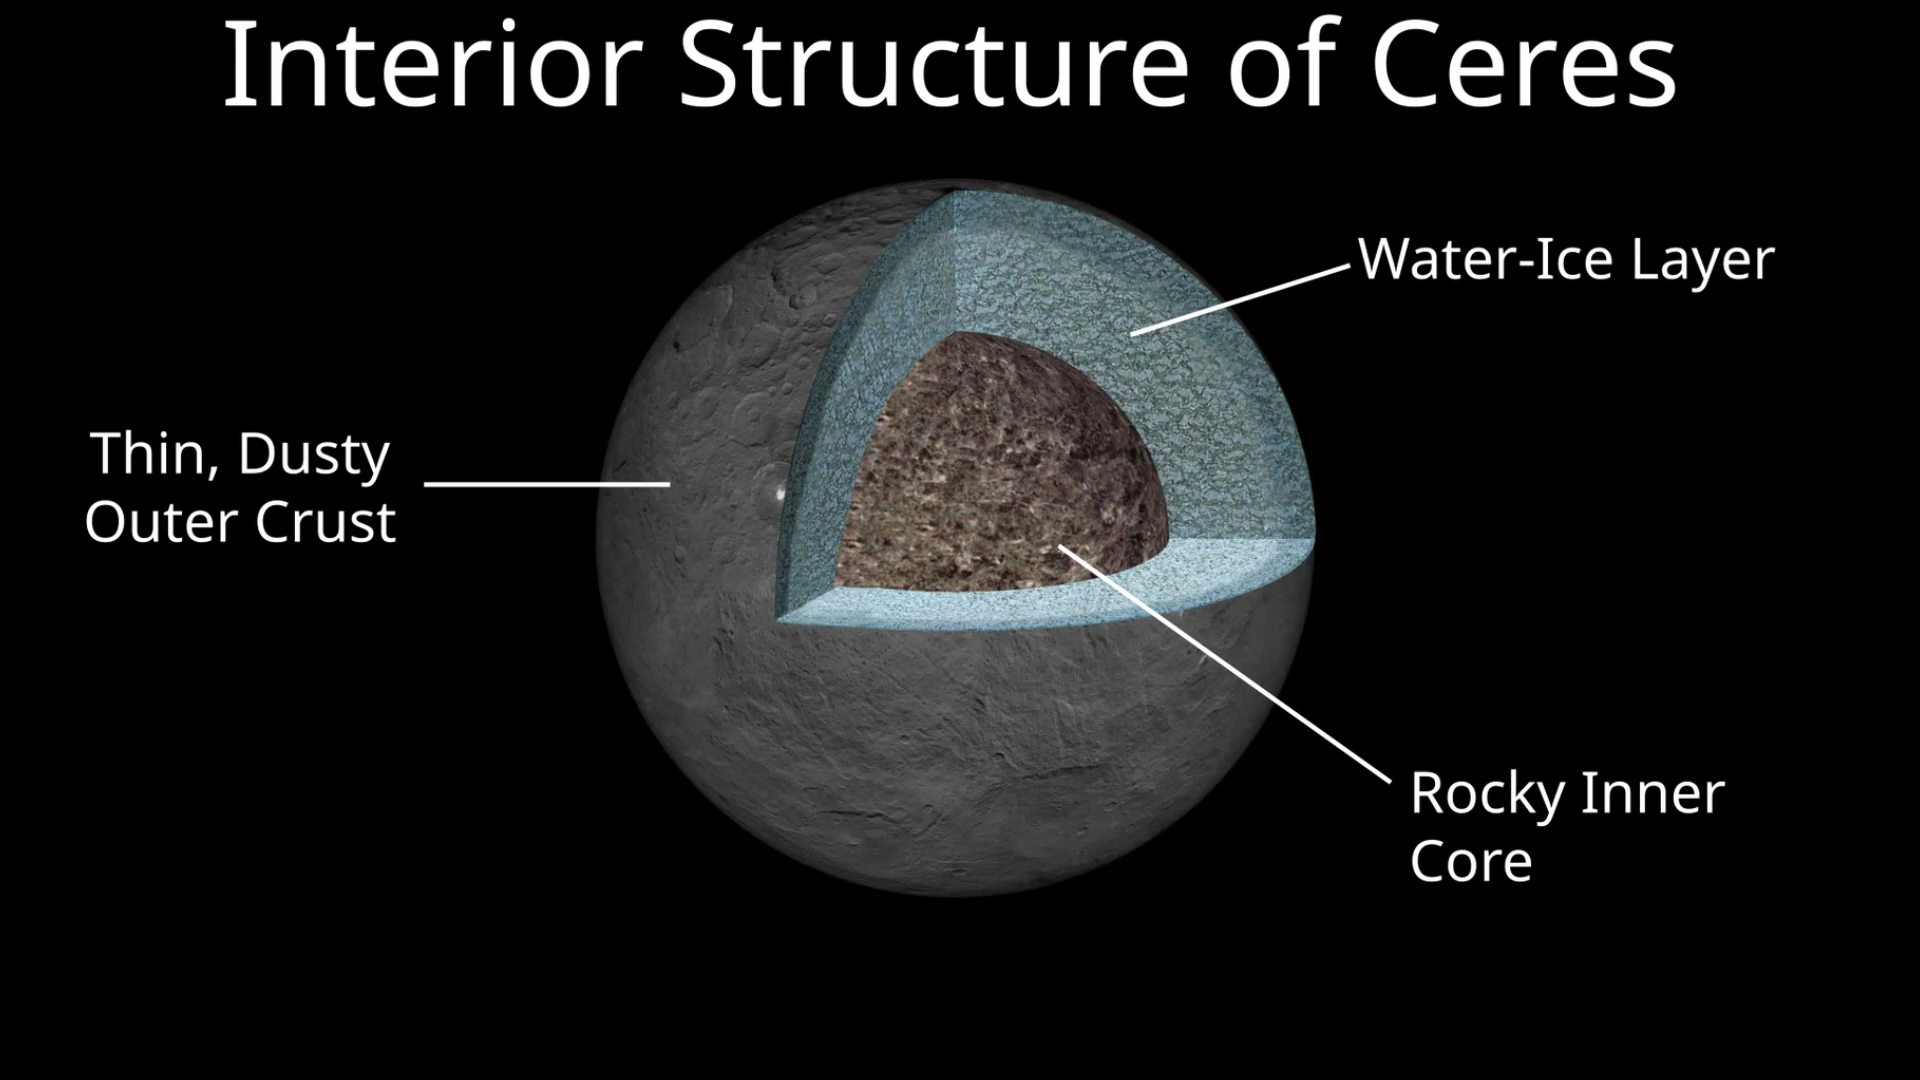 Interior Structure of Ceres
Water-Ice Layer
Thin, Dusty
Outer Crust
Rocky Inner
Core